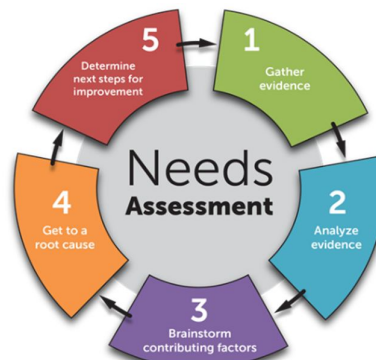 Needs
Assessment
1
Gather
evidence
2
Analyze
evidence
3
Brainstorm
contributing factors
4
Get to a
root cause
5
Determine
next steps for
improvement